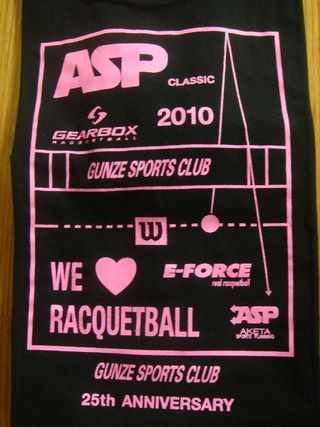 ASP
CLASSIC
GEARBOX
RACQUETBALL
2010
GUNZE SPORTS CLUB
W
WE
E-FORCE
real racquetball
RACQUETBALL
ASP
AKETA
SPORTS PLANNING
GUNZE SPORTS CLUB
25th ANNIVERSARY